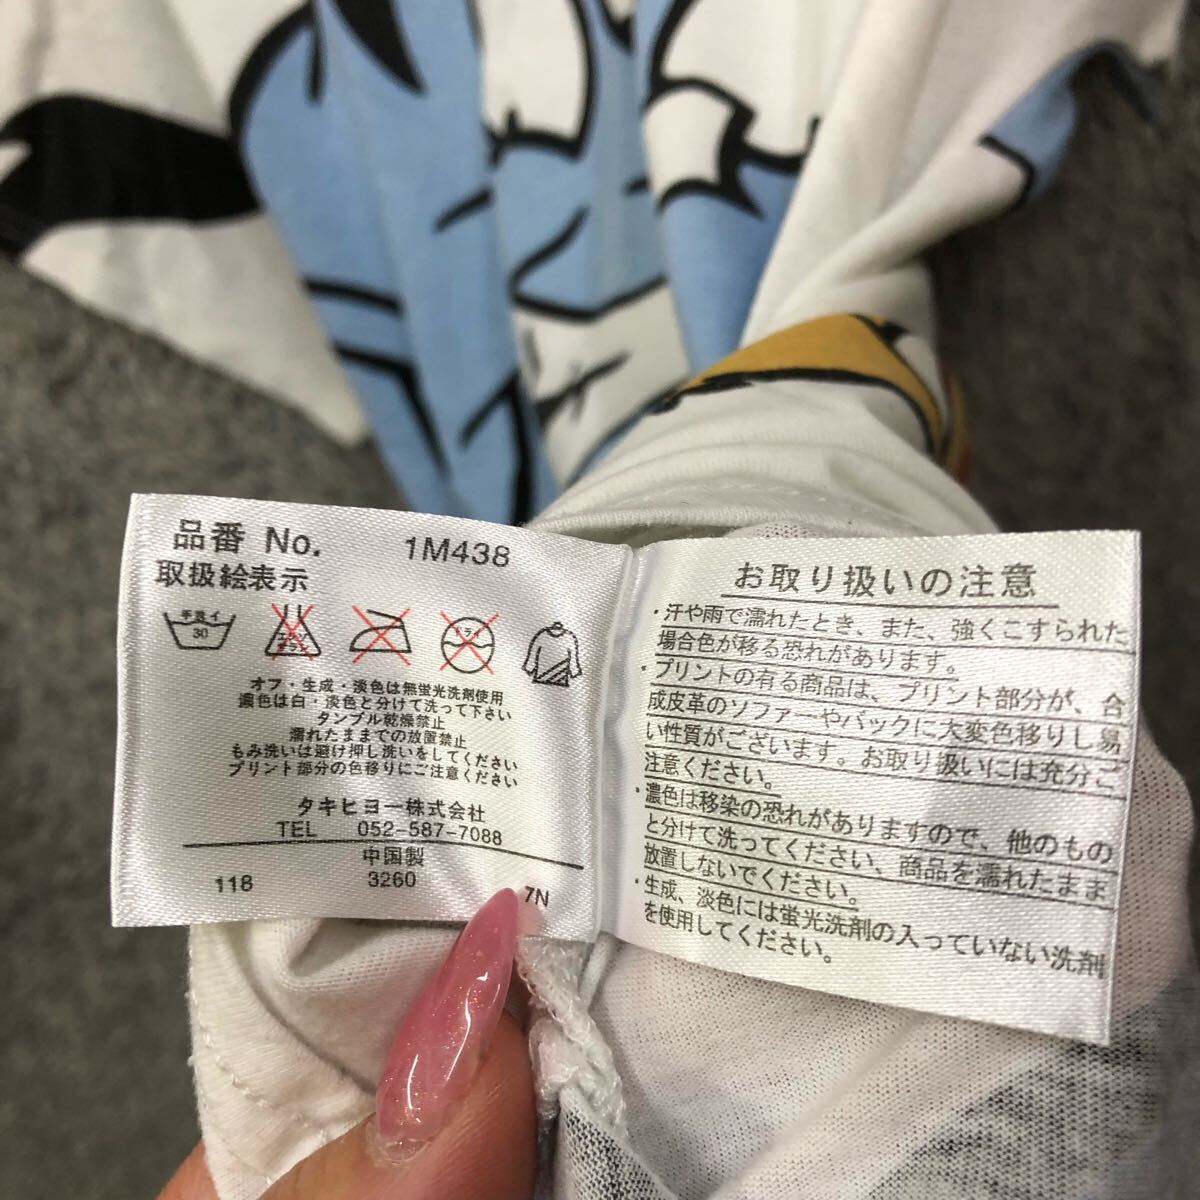 品番 No. 1M438
取扱絵表示
手洗イ
30
エンソサラシ
ドライ
オフ・生成・淡色は無蛍光洗剤使用
濃色は白・淡色と分けて洗って下さい
タンブル乾燥禁止
濡れたままでの放置禁止
もみ洗いは避け押し洗いをしてください
プリント部分の色移りにご注意ください
タキヒヨー株式会社
TEL 052-587-7088
中国製
118 3260 7N
お取り扱いの注意
・汗や雨で濡れたとき、また、強くこすられた
場合色が移る恐れがあります。
・プリントの有る商品は、プリント部分が、合
成皮革のソファーやバックに大変色移りし易
い性質がございます。お取り扱いには充分ご
注意ください。
・濃色は移染の恐れがありますので、他のもの
と分けて洗ってください、商品を濡れたまま
放置しないでください。
・生成、淡色には蛍光洗剤の入っていない洗剤
を使用してください。